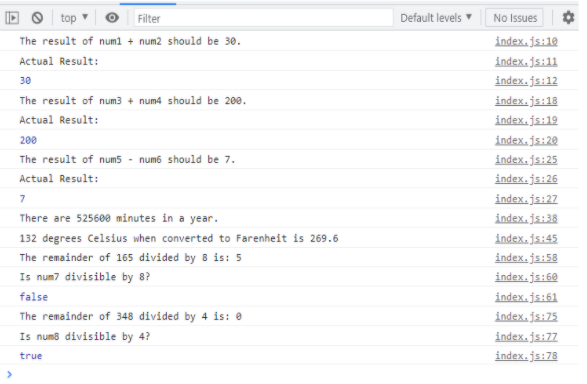 top ▼ Filter Default levels ▼ No Issues
The result of num1 + num2 should be 30. index.js:10
Actual Result: index.js:11
30 index.js:12
The result of num3 + num4 should be 200. index.js:18
Actual Result: index.js:19
200 index.js:20
The result of num5 - num6 should be 7. index.js:25
Actual Result: index.js:26
7 index.js:27
There are 525600 minutes in a year. index.js:38
132 degrees Celsius when converted to Farenheit is 269.6 index.js:45
The remainder of 165 divided by 8 is: 5 index.js:58
Is num7 divisible by 8? index.js:60
false index.js:61
The remainder of 348 divided by 4 is: 0 index.js:75
Is num8 divisible by 4? index.js:77
true index.js:78